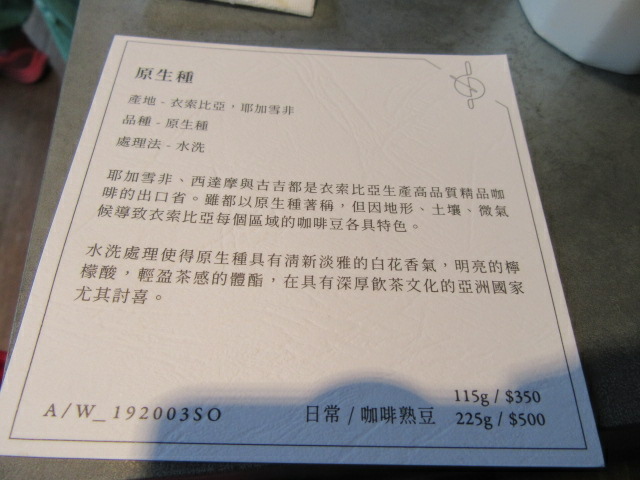 原生種
產地 - 衣索比亞，耶加雪非
品種 - 原生種
處理法 - 水洗
耶加雪非、西達摩與古吉都是衣索比亞生產高品質精品咖
啡的出口省。雖都以原生種著稱，但因地形、土壤、微氣
候導致衣索比亞每個區域的咖啡豆各具特色。
水洗處理使得原生種具有清新淡雅的白花香氣，明亮的檸
檬酸，輕盈茶感的體酯，在具有深厚飲茶文化的亞洲國家
尤其討喜。
A/W_192003SO
日常 / 咖啡熟豆
115g / $350
225g / $500